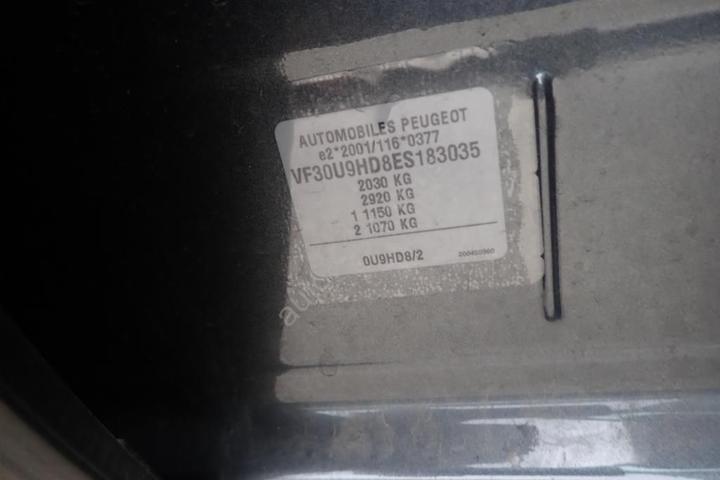 AUTOMOBILES PEUGEOT
e2*2001/116*0377
VF30U9HD8ES183035
2030 KG
2920 KG
1 1150 KG
2 1070 KG
0U9HD8/2